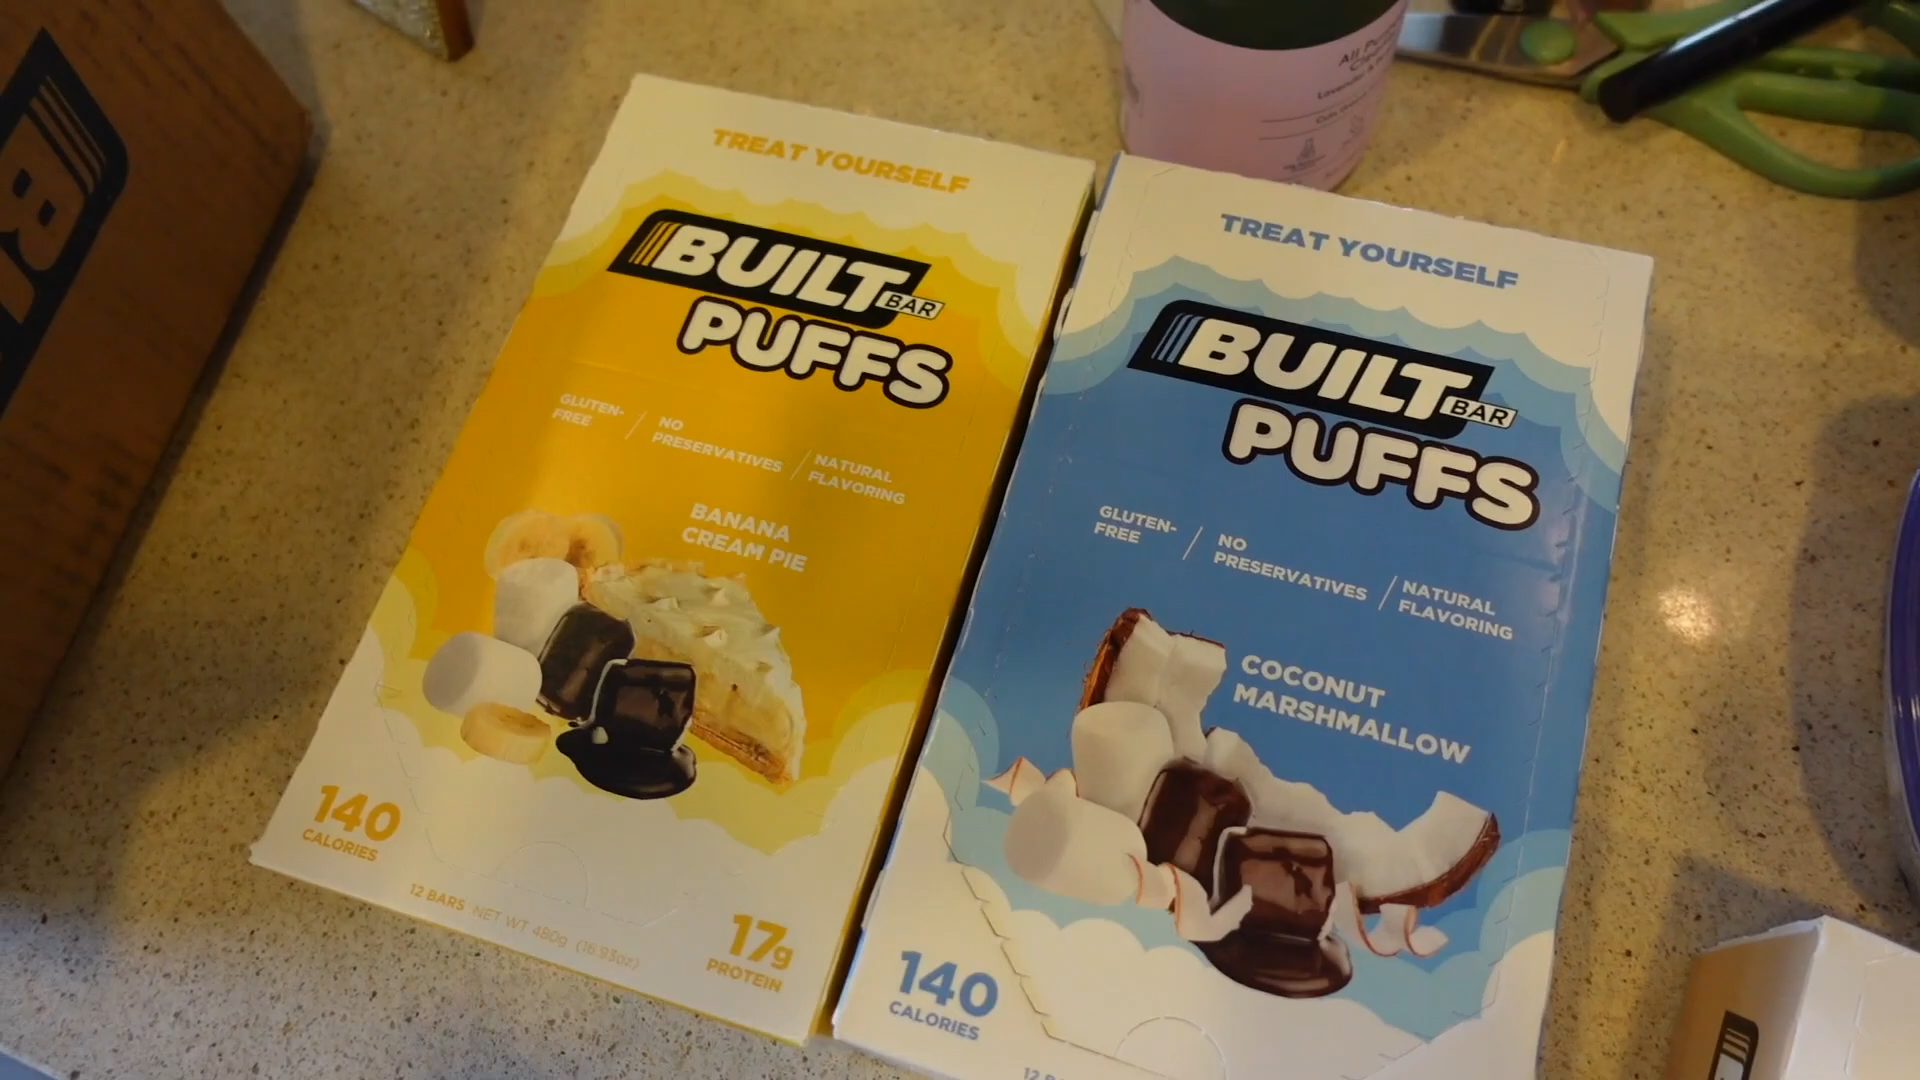 TREAT YOURSELF
BUILT BAR
PUFFS
GLUTEN-
FREE
NO
PRESERVATIVES
NATURAL
FLAVORING
BANANA
CREAM PIE
140
CALORIES
12 BARS NET WT 480g (16.93oz)
17g
PROTEIN
TREAT YOURSELF
BUILT BAR
PUFFS
GLUTEN-
FREE
NO
PRESERVATIVES
NATURAL
FLAVORING
COCONUT
MARSHMALLOW
140
CALORIES
12